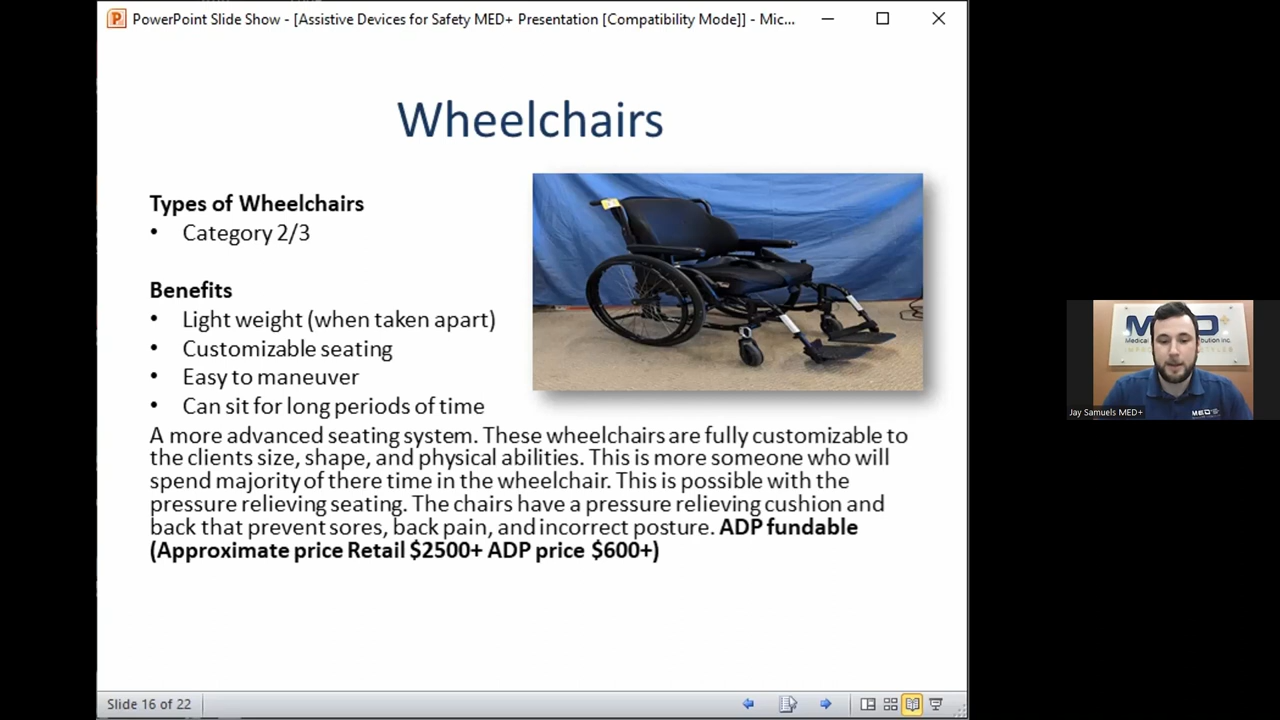 PowerPoint Slide Show - [Assistive Devices for Safety MED+ Presentation [Compatibility Mode]] - Mic...
Wheelchairs
Types of Wheelchairs
• Category 2/3
Benefits
• Light weight (when taken apart)
• Customizable seating
• Easy to maneuver
• Can sit for long periods of time
A more advanced seating system. These wheelchairs are fully customizable to
the clients size, shape, and physical abilities. This is more someone who will
spend majority of there time in the wheelchair. This is possible with the
pressure relieving seating. The chairs have a pressure relieving cushion and
back that prevent sores, back pain, and incorrect posture. ADP fundable
(Approximate price Retail $2500+ ADP price $600+)
Slide 16 of 22
Medical
Jay Samuels MED+